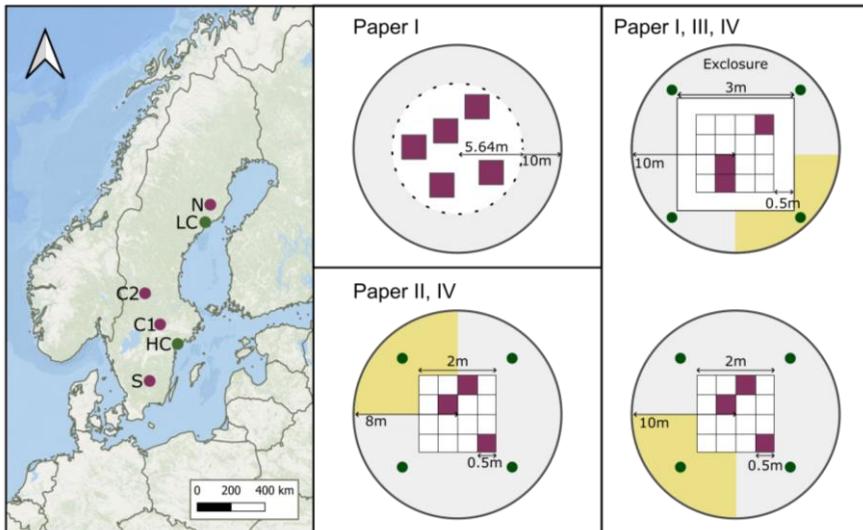 N
LC
C2
C1
HC
S
0 200 400 km
Paper I
5.64m
10m
Paper II, IV
2m
8m
0.5m
Paper I, III, IV
Exclosure
3m
10m
0.5m
2m
10m
0.5m